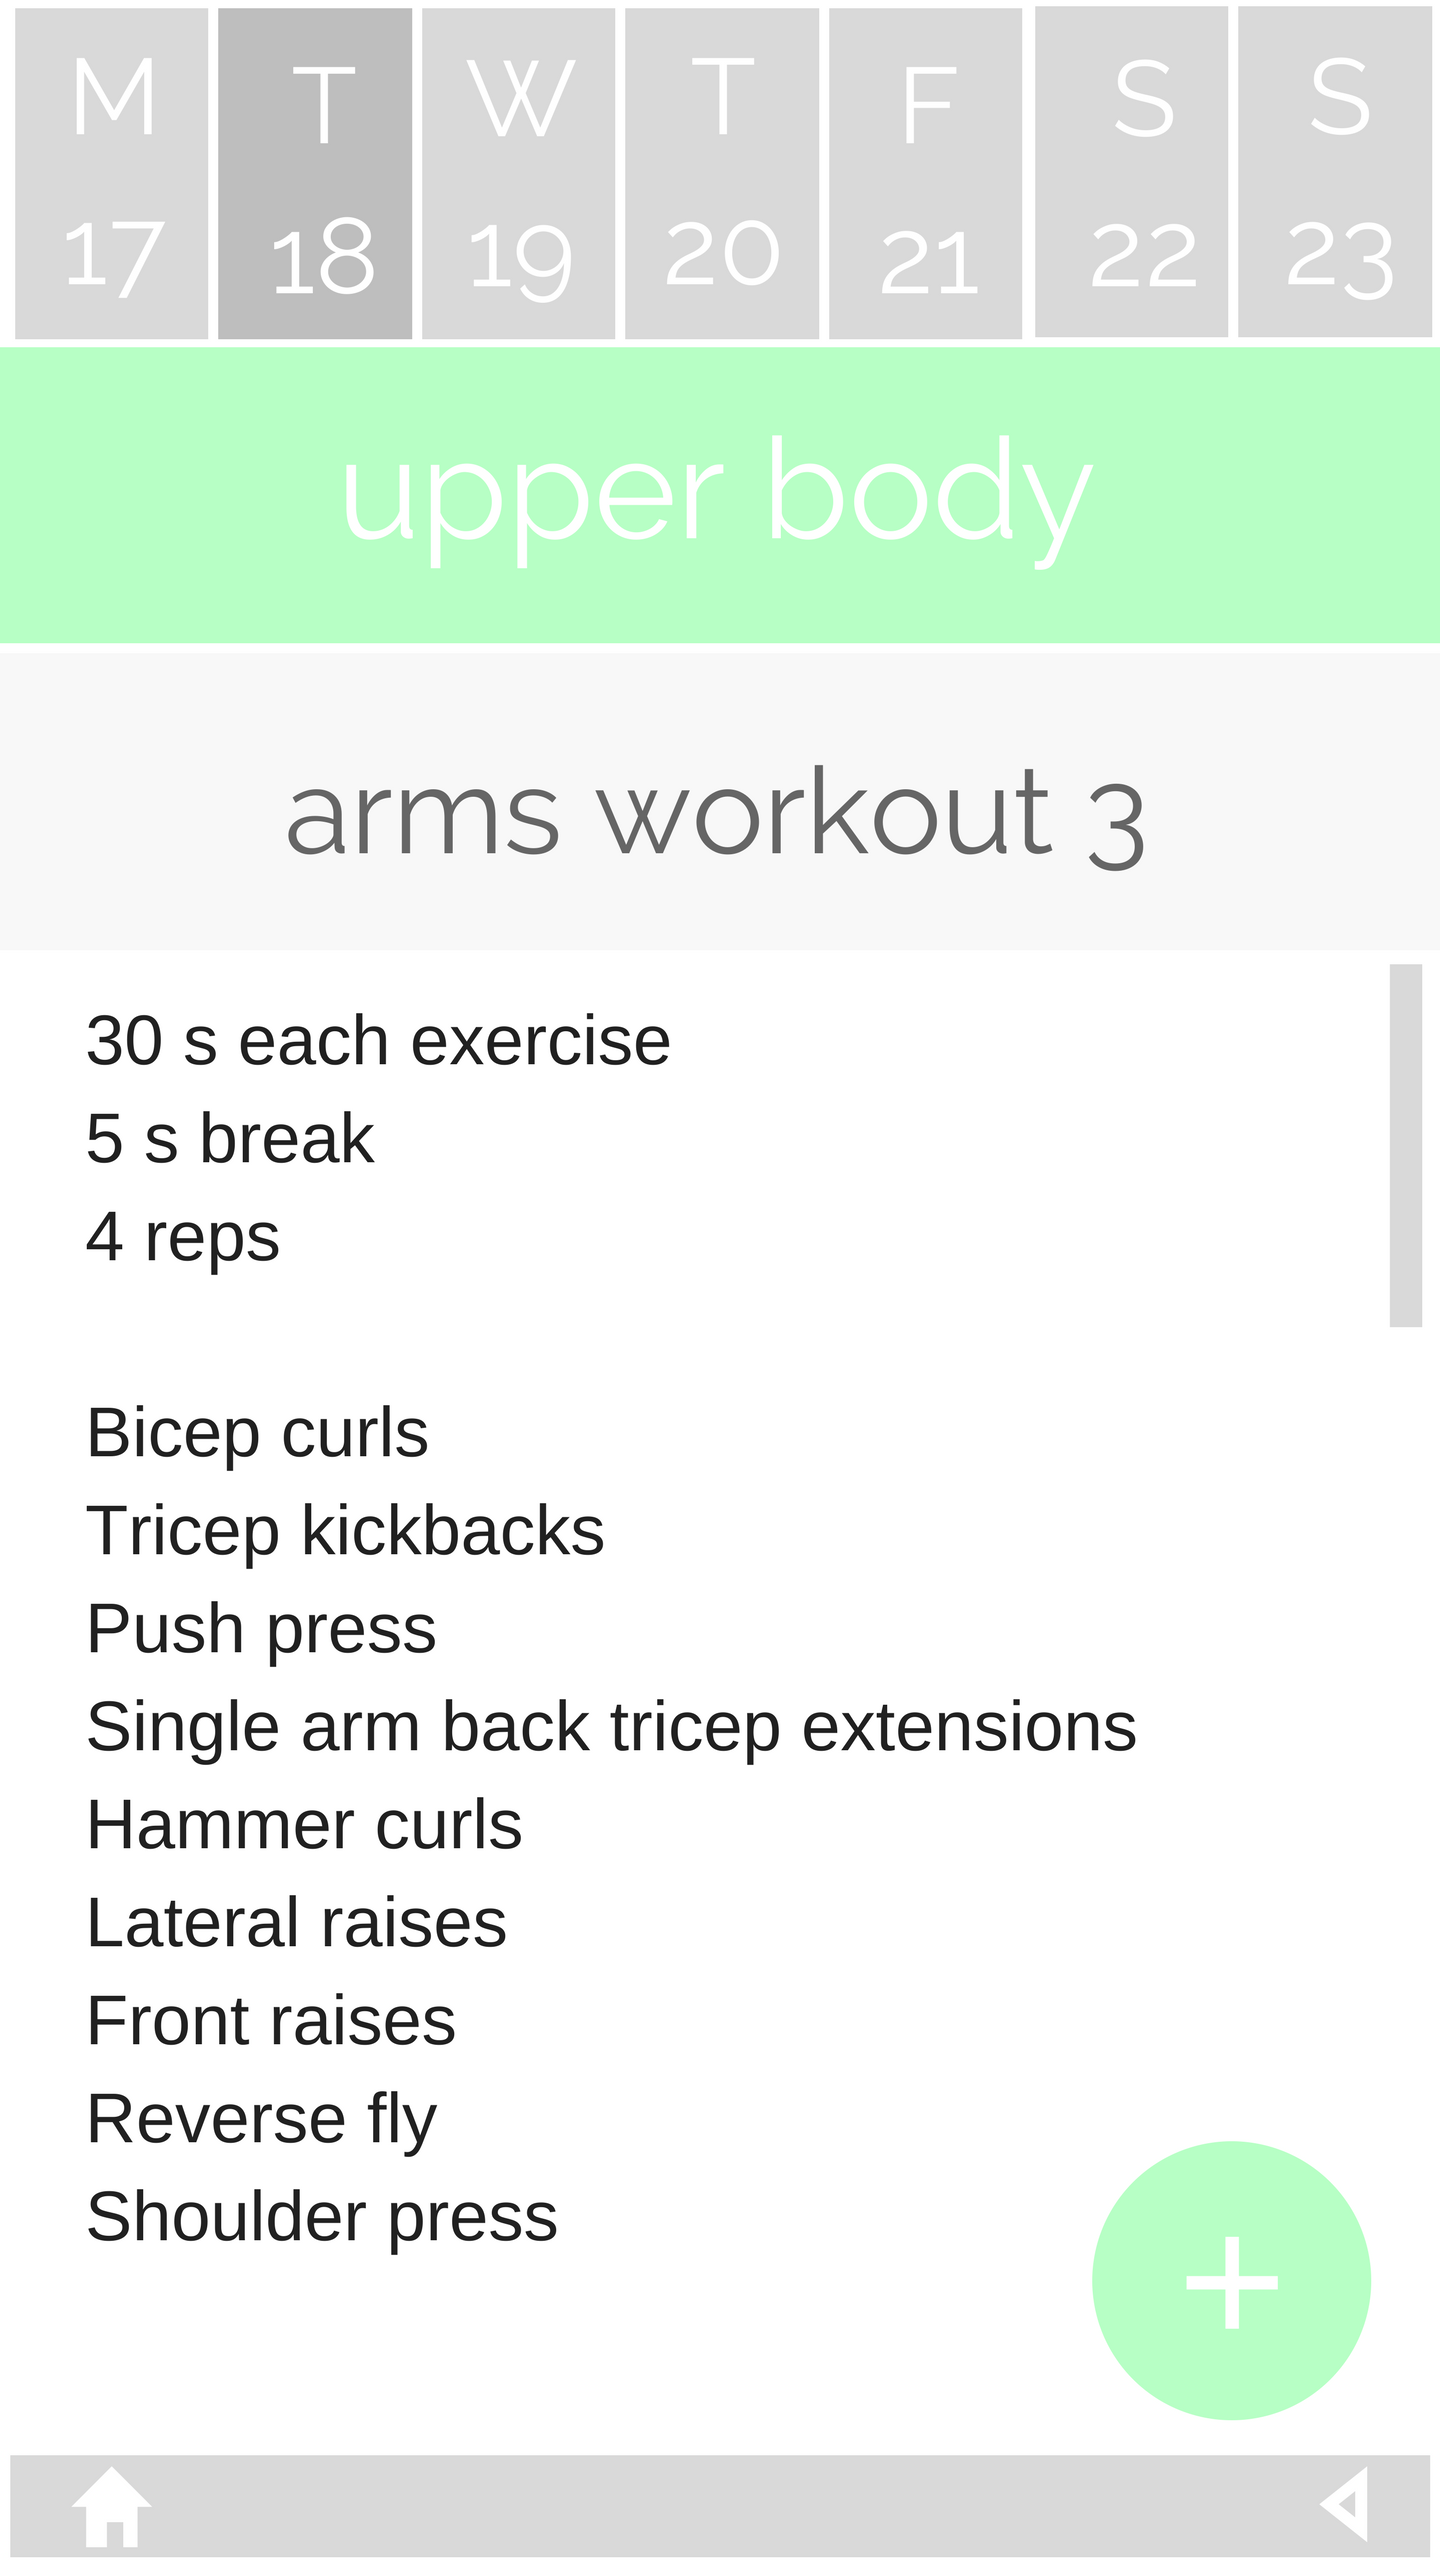 M T W T F S S
17 18 19 20 21 22 23
upper body
arms workout 3
30 s each exercise
5 s break
4 reps
Bicep curls
Tricep kickbacks
Push press
Single arm back tricep extensions
Hammer curls
Lateral raises
Front raises
Reverse fly
Shoulder press
+